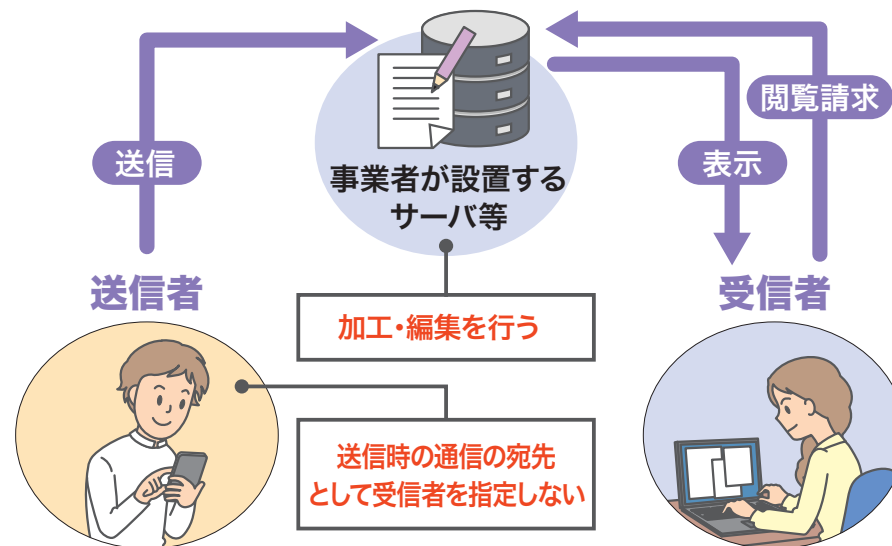 送信
事業者が設置する
サーバ等
表示
閲覧請求
送信者
受信者
加工・編集を行う
送信時の通信の宛先
として受信者を指定しない